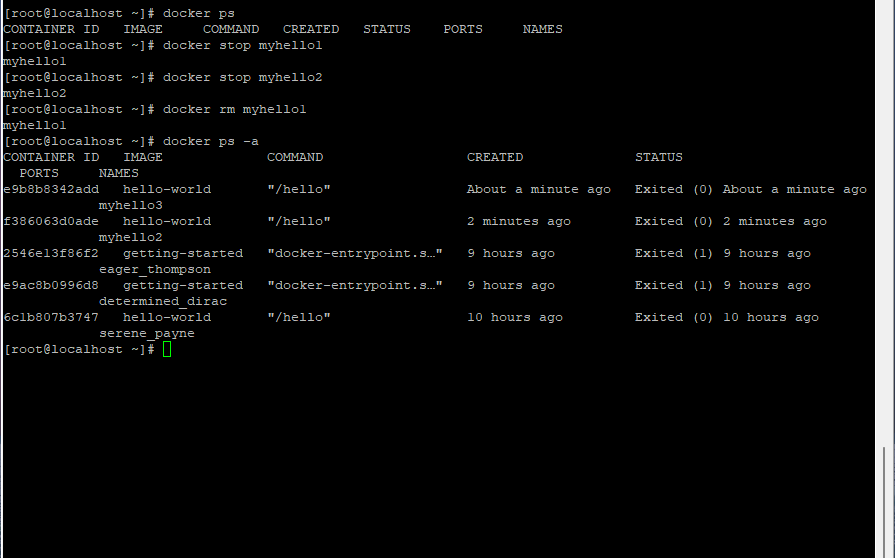 [root@localhost ~]# docker ps
CONTAINER ID   IMAGE     COMMAND   CREATED   STATUS    PORTS     NAMES
[root@localhost ~]# docker stop myhello1
myhello1
[root@localhost ~]# docker stop myhello2
myhello2
[root@localhost ~]# docker rm myhello1
myhello1
[root@localhost ~]# docker ps -a
CONTAINER ID   IMAGE             COMMAND                  CREATED              STATUS
  PORTS     NAMES
e9b8b8342add   hello-world       "/hello"                 About a minute ago   Exited (0) About a minute ago
            myhello3
f386063d0ade   hello-world       "/hello"                 2 minutes ago        Exited (0) 2 minutes ago
            myhello2
2546e13f86f2   getting-started   "docker-entrypoint.s…"   9 hours ago          Exited (1) 9 hours ago
            eager_thompson
e9ac8b0996d8   getting-started   "docker-entrypoint.s…"   9 hours ago          Exited (1) 9 hours ago
            determined_dirac
6c1b807b3747   hello-world       "/hello"                 10 hours ago         Exited (0) 10 hours ago
            serene_payne
[root@localhost ~]#